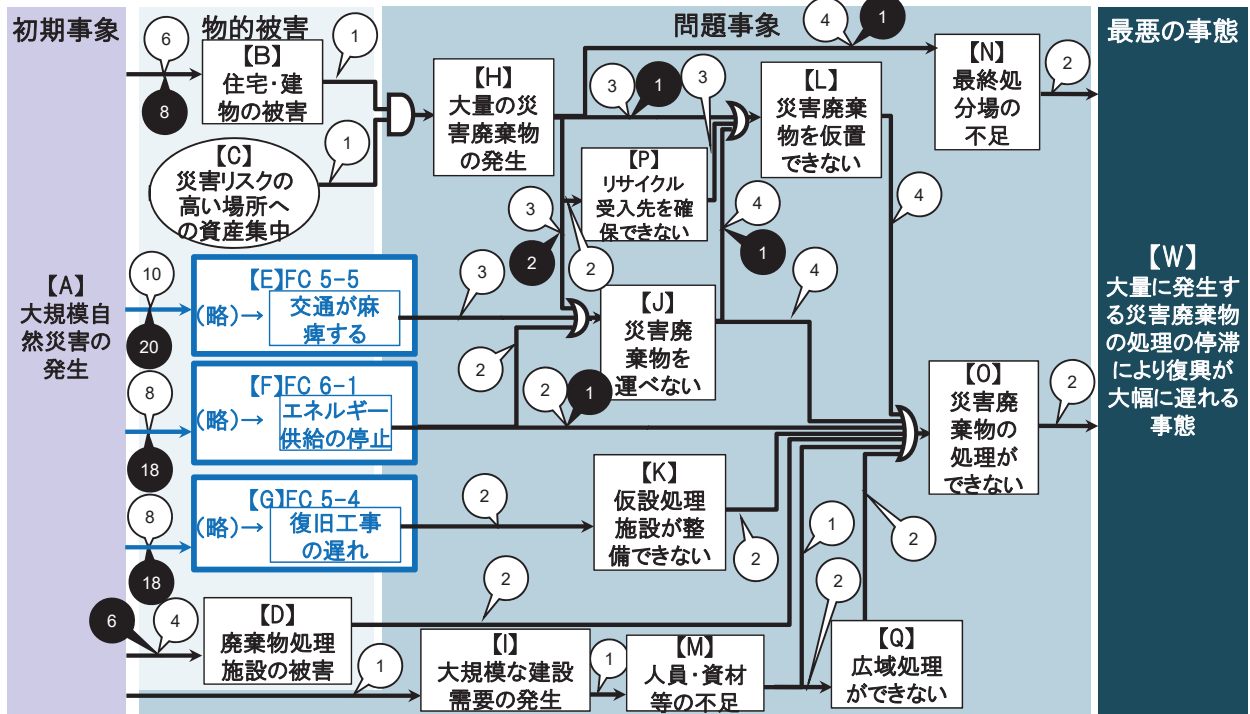 初期事象
物的被害
問題事象
最悪の事態
【A】
大規模自
然災害の
発生
6
8
【B】
住宅・建
物の被害
1
【C】
災害リスクの
高い場所へ
の資産集中
1
【H】
大量の災
害廃棄物
の発生
4
1
3
1
3
【L】
災害廃棄
物を仮置
できない
【N】
最終処
分場の
不足
2
【P】
リサイクル
受入先を確
保できない
3
2
2
4
1
4
4
10
20
【E】FC 5-5
(略)→
交通が麻
痺する
3
【J】
災害廃
棄物を
運べない
8
18
【F】FC 6-1
(略)→
エネルギー
供給の停止
2
2
1
【O】
災害廃
棄物の
処理が
できない
2
【W】
大量に発生す
る災害廃棄物
の処理の停滞
により復興が
大幅に遅れる
事態
8
18
【G】FC 5-4
(略)→
復旧工事
の遅れ
2
【K】
仮設処理
施設が整
備できない
2
1
2
6
4
【D】
廃棄物処理
施設の被害
2
1
【I】
大規模な建設
需要の発生
1
【M】
人員・資材
等の不足
2
【Q】
広域処理
ができない